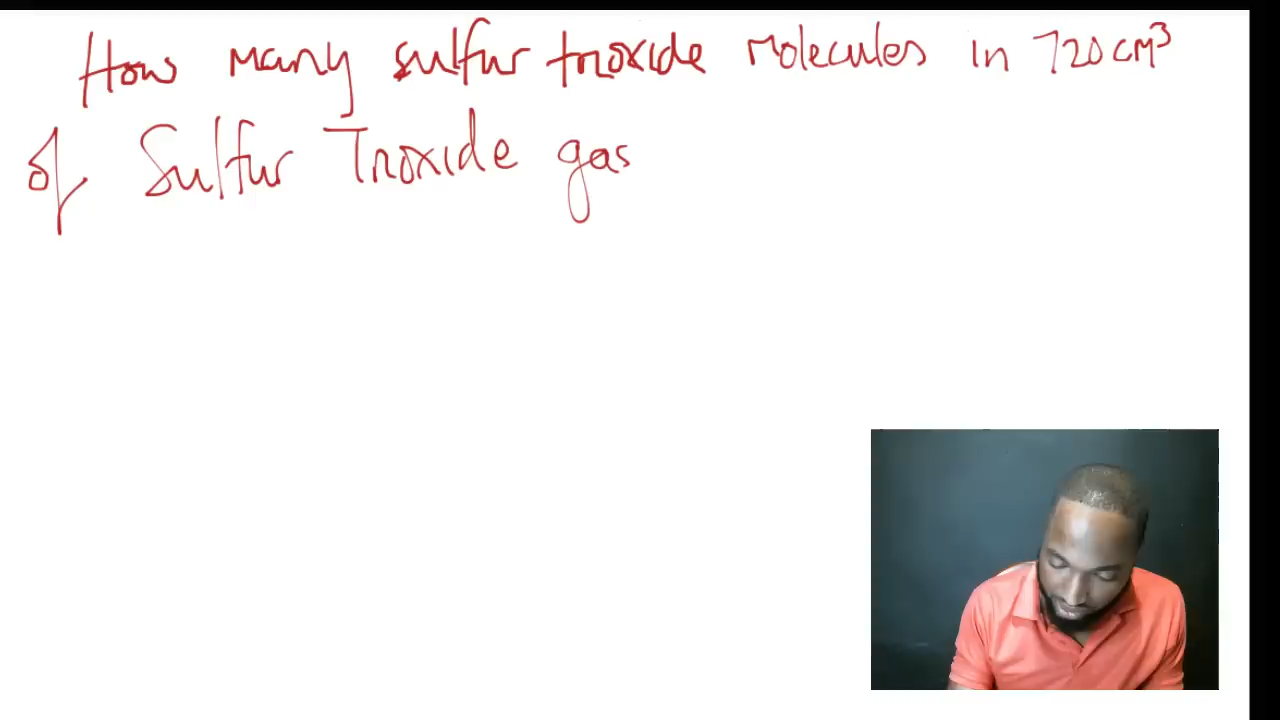 How many sulfur trioxide molecules in 720 cm³
of Sulfur Trioxide gas